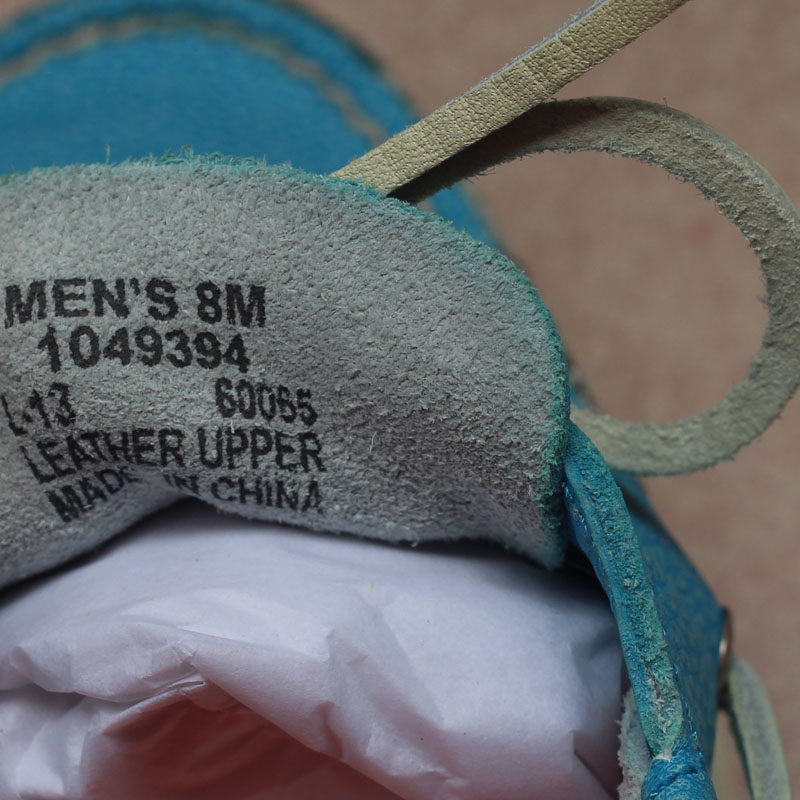 MEN'S 8M
1049394
L-13 60065
LEATHER UPPER
MADE IN CHINA